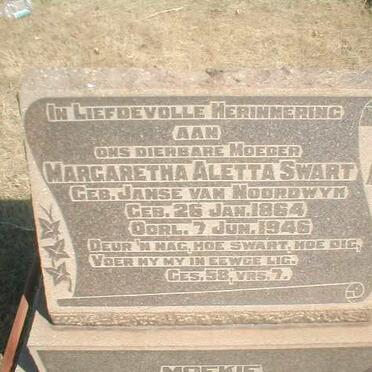 IN LIEFDEVOLLE HERINNERING
AAN
ONS DIERBARE MOEDER
MARGARETHA ALETTA SWART
GEB. JANSE VAN NOORDWYK
GEB. 26 JAN. 1864
OORL. 7 JUN. 1946
DEUR 'N NAG, HOE SWART, HOE DIG,
VOER HY MY IN EEWGE LIG.
GES. 58, VRS. 7.
MOEKIE